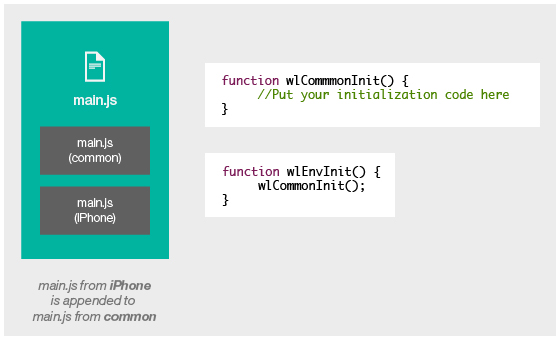 main.js
main.js
(common)
main.js
(iPhone)
main.js from iPhone
is appended to
main.js from common
function wlCommmonInit() {
//Put your initialization code here
}
function wlEnvInit() {
wlCommonInit();
}